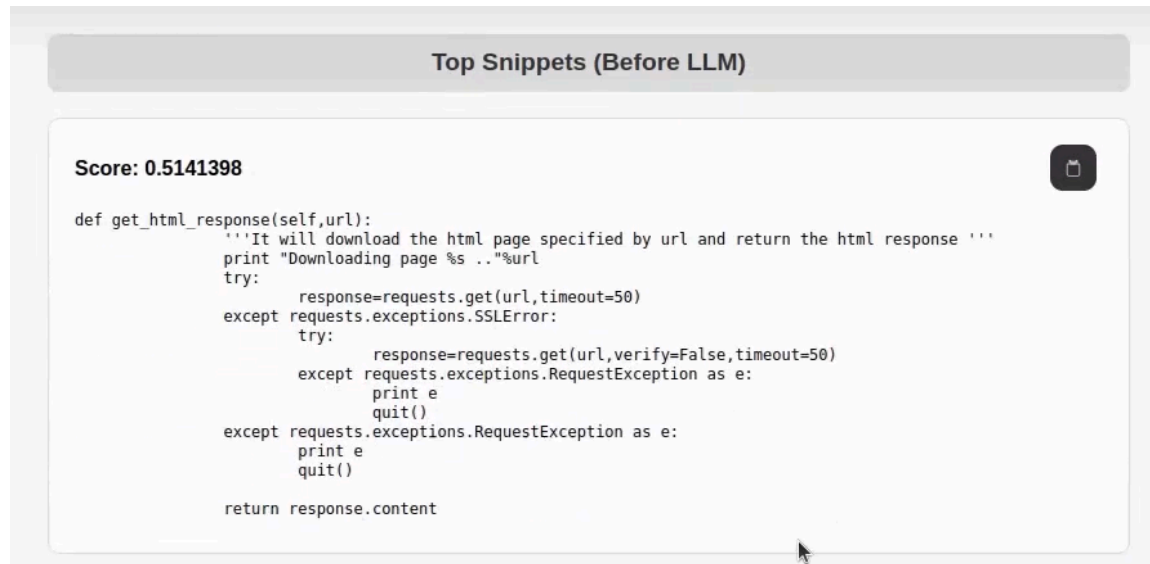 Top Snippets (Before LLM)
Score: 0.5141398
def get_html_response(self,url):
                '''It will download the html page specified by url and return the html response '''
                print "Downloading page %s .."%url
                try:
                        response=requests.get(url,timeout=50)
                except requests.exceptions.SSLError:
                        try:
                                response=requests.get(url,verify=False,timeout=50)
                        except requests.exceptions.RequestException as e:
                                print e
                                quit()
                except requests.exceptions.RequestException as e:
                        print e
                        quit()

                return response.content